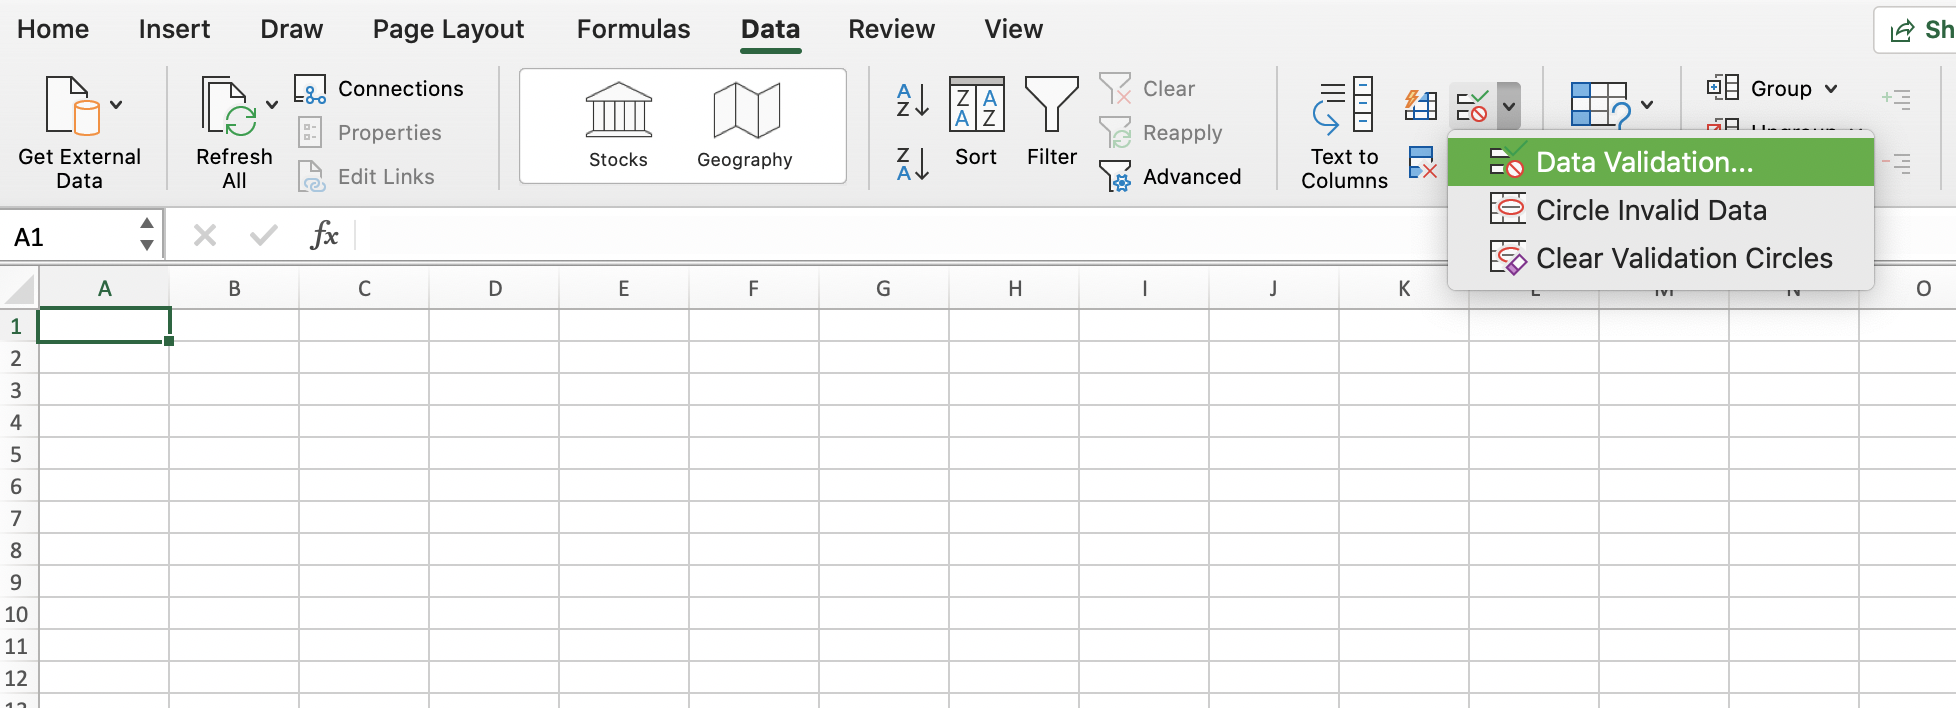 Home Insert Draw Page Layout Formulas Data Review View Sh
Get External Data
Refresh All
Connections
Properties
Edit Links
Stocks
Geography
A
Z
Z
A
Z A
A Z
Sort
Filter
Clear
Reapply
Advanced
Text to Columns
Group
Data Validation...
Circle Invalid Data
Clear Validation Circles
A1
fx
A B C D E F G H I J K O
1
2
3
4
5
6
7
8
9
10
11
12